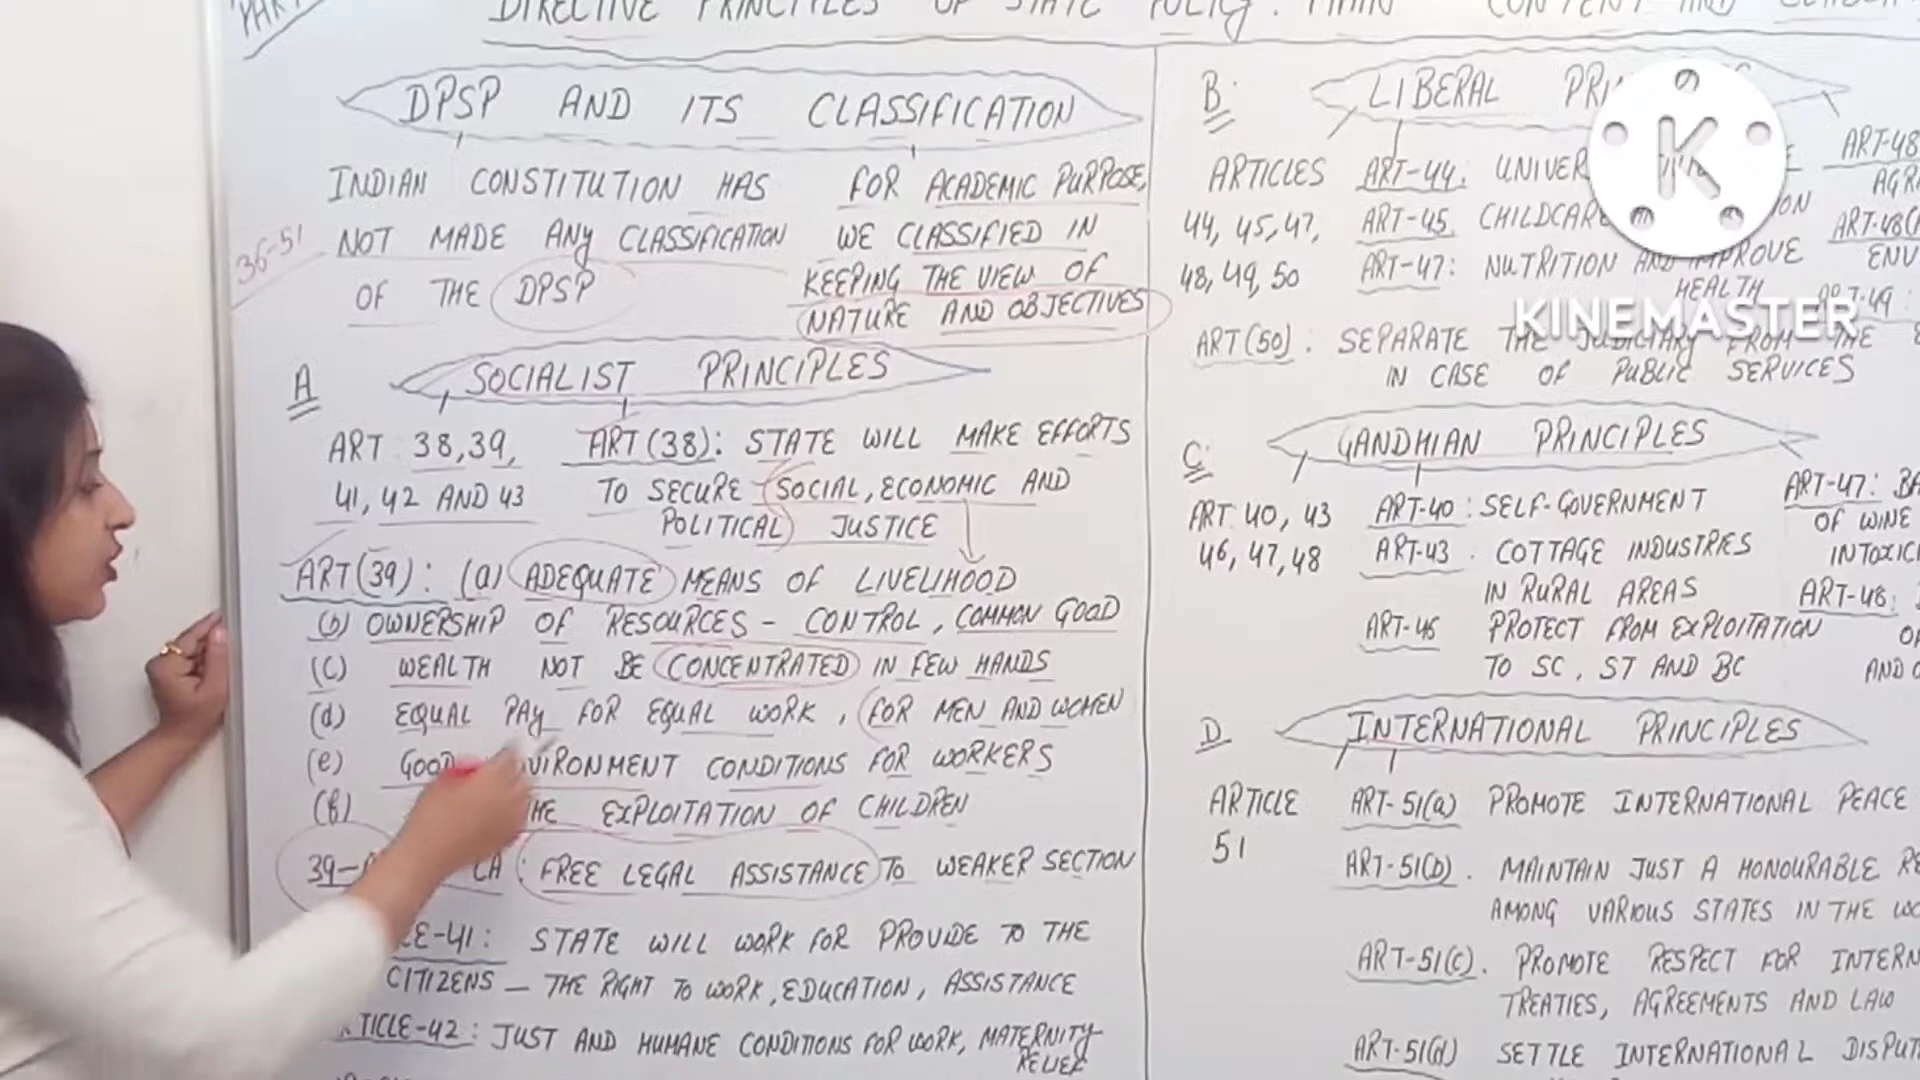 PART
DIRECTIVE PRINCIPLES OF STATE POLICY: MAIN CONTENT AND
DPSP AND ITS CLASSIFICATION
36-51
INDIAN CONSTITUTION HAS
NOT MADE ANY CLASSIFICATION
OF THE DPSP
FOR ACADEMIC PURPOSE,
WE CLASSIFIED IN
KEEPING THE VIEW OF
NATURE AND OBJECTIVES
A
SOCIALIST PRINCIPLES
ART 38,39,
41, 42 AND 43
ART(38): STATE WILL MAKE EFFORTS
TO SECURE SOCIAL, ECONOMIC AND
POLITICAL JUSTICE
ART(39): (a) ADEQUATE MEANS OF LIVELIHOOD
(b) OWNERSHIP OF RESOURCES - CONTROL, COMMON GOOD
(C) WEALTH NOT BE CONCENTRATED IN FEW HANDS
(d) EQUAL PAY FOR EQUAL WORK, FOR MEN AND WOMEN
(e) GOOD ENVIRONMENT CONDITIONS FOR WORKERS
EXPLOITATION OF CHILDREN
39- : FREE LEGAL ASSISTANCE TO WEAKER SECTION
-41: STATE WILL WORK FOR PROVIDE TO THE
CITIZENS - THE RIGHT TO WORK, EDUCATION, ASSISTANCE
TICLE-42: JUST AND HUMANE CONDITIONS FOR WORK, MATERNITY
RELIEF
B.
LIBERAL
ARTICLES
44, 45, 47,
48, 49, 50
ART-44:
ART-45 CHILDCARE
ART-47: NUTRITION AND IMPROVE
HEALTH
ART-48
AGR
ART-48(A
ENV
ART-49:
ART(50): SEPARATE THE JUDICIARY FROM THE
IN CASE OF PUBLIC SERVICES
K
KINEMASTER
C:
GANDHIAN PRINCIPLES
ART 40, 43
46, 47, 48
ART-40: SELF-GOVERNMENT
ART-43. COTTAGE INDUSTRIES
IN RURAL AREAS
ART-46 PROTECT FROM EXPLOITATION
TO SC, ST AND BC
ART-47: BA
OF WINE
INTOXIC
ART-48:
AND
D
INTERNATIONAL PRINCIPLES
ARTICLE
51
ART-51(a) PROMOTE INTERNATIONAL PEACE
ART-51(b). MAINTAIN JUST A HONOURABLE RE
AMONG VARIOUS STATES IN THE WO
ART-51(c). PROMOTE RESPECT FOR INTERN
TREATIES, AGREEMENTS AND LAW
ART-51(d) SETTLE INTERNATIONAL DISPUT